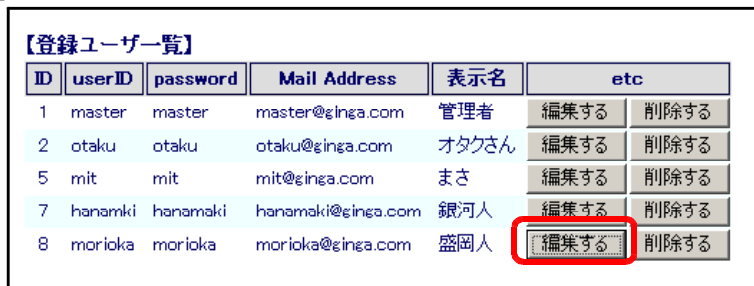 【登録ユーザ一覧】
ID userID password Mail Address 表示名 etc
1 master master master@ginga.com 管理者 編集する 削除する
2 otaku otaku otaku@ginga.com オタクさん 編集する 削除する
5 mit mit mit@ginga.com まさ 編集する 削除する
7 hanamki hanamaki hanamaki@ginga.com 銀河人 編集する 削除する
8 morioka morioka morioka@ginga.com 盛岡人 編集する 削除する